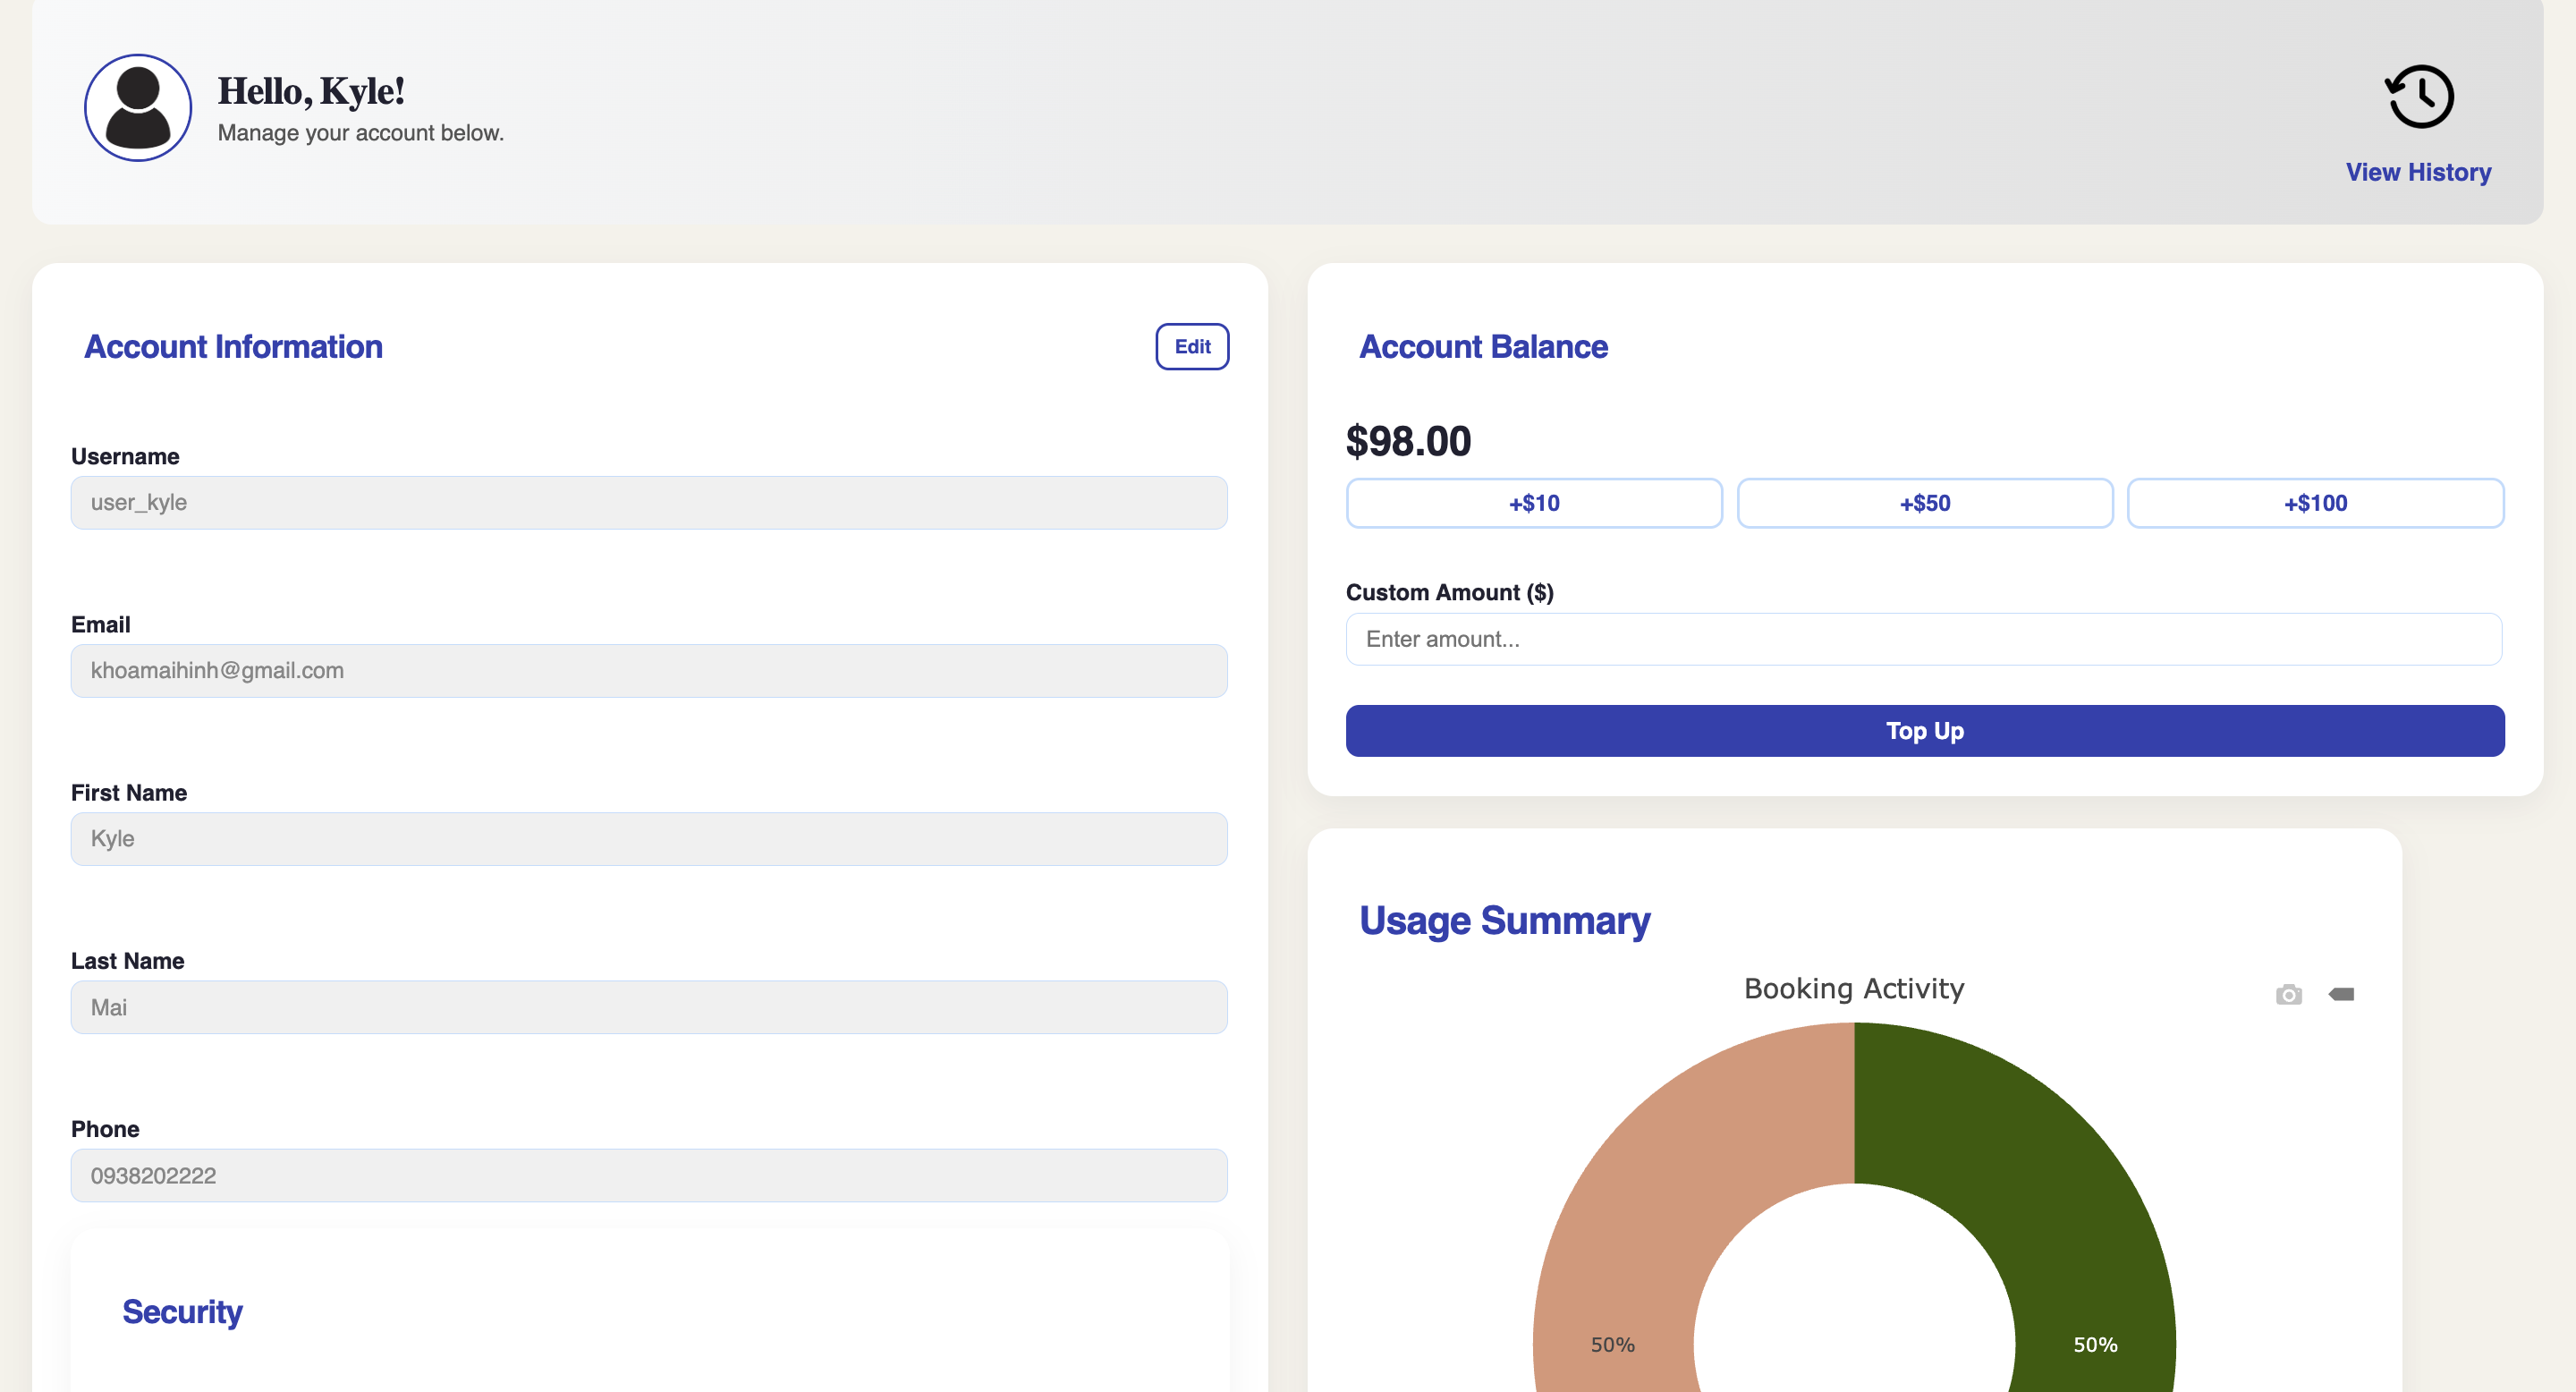 Hello, Kyle!
Manage your account below.
View History
Account Information
Edit
Username
user_kyle
Email
khoamaihinh@gmail.com
First Name
Kyle
Last Name
Mai
Phone
0938202222
Security
Account Balance
$98.00
+$10
+$50
+$100
Custom Amount ($)
Enter amount...
Top Up
Usage Summary
Booking Activity
50%
50%